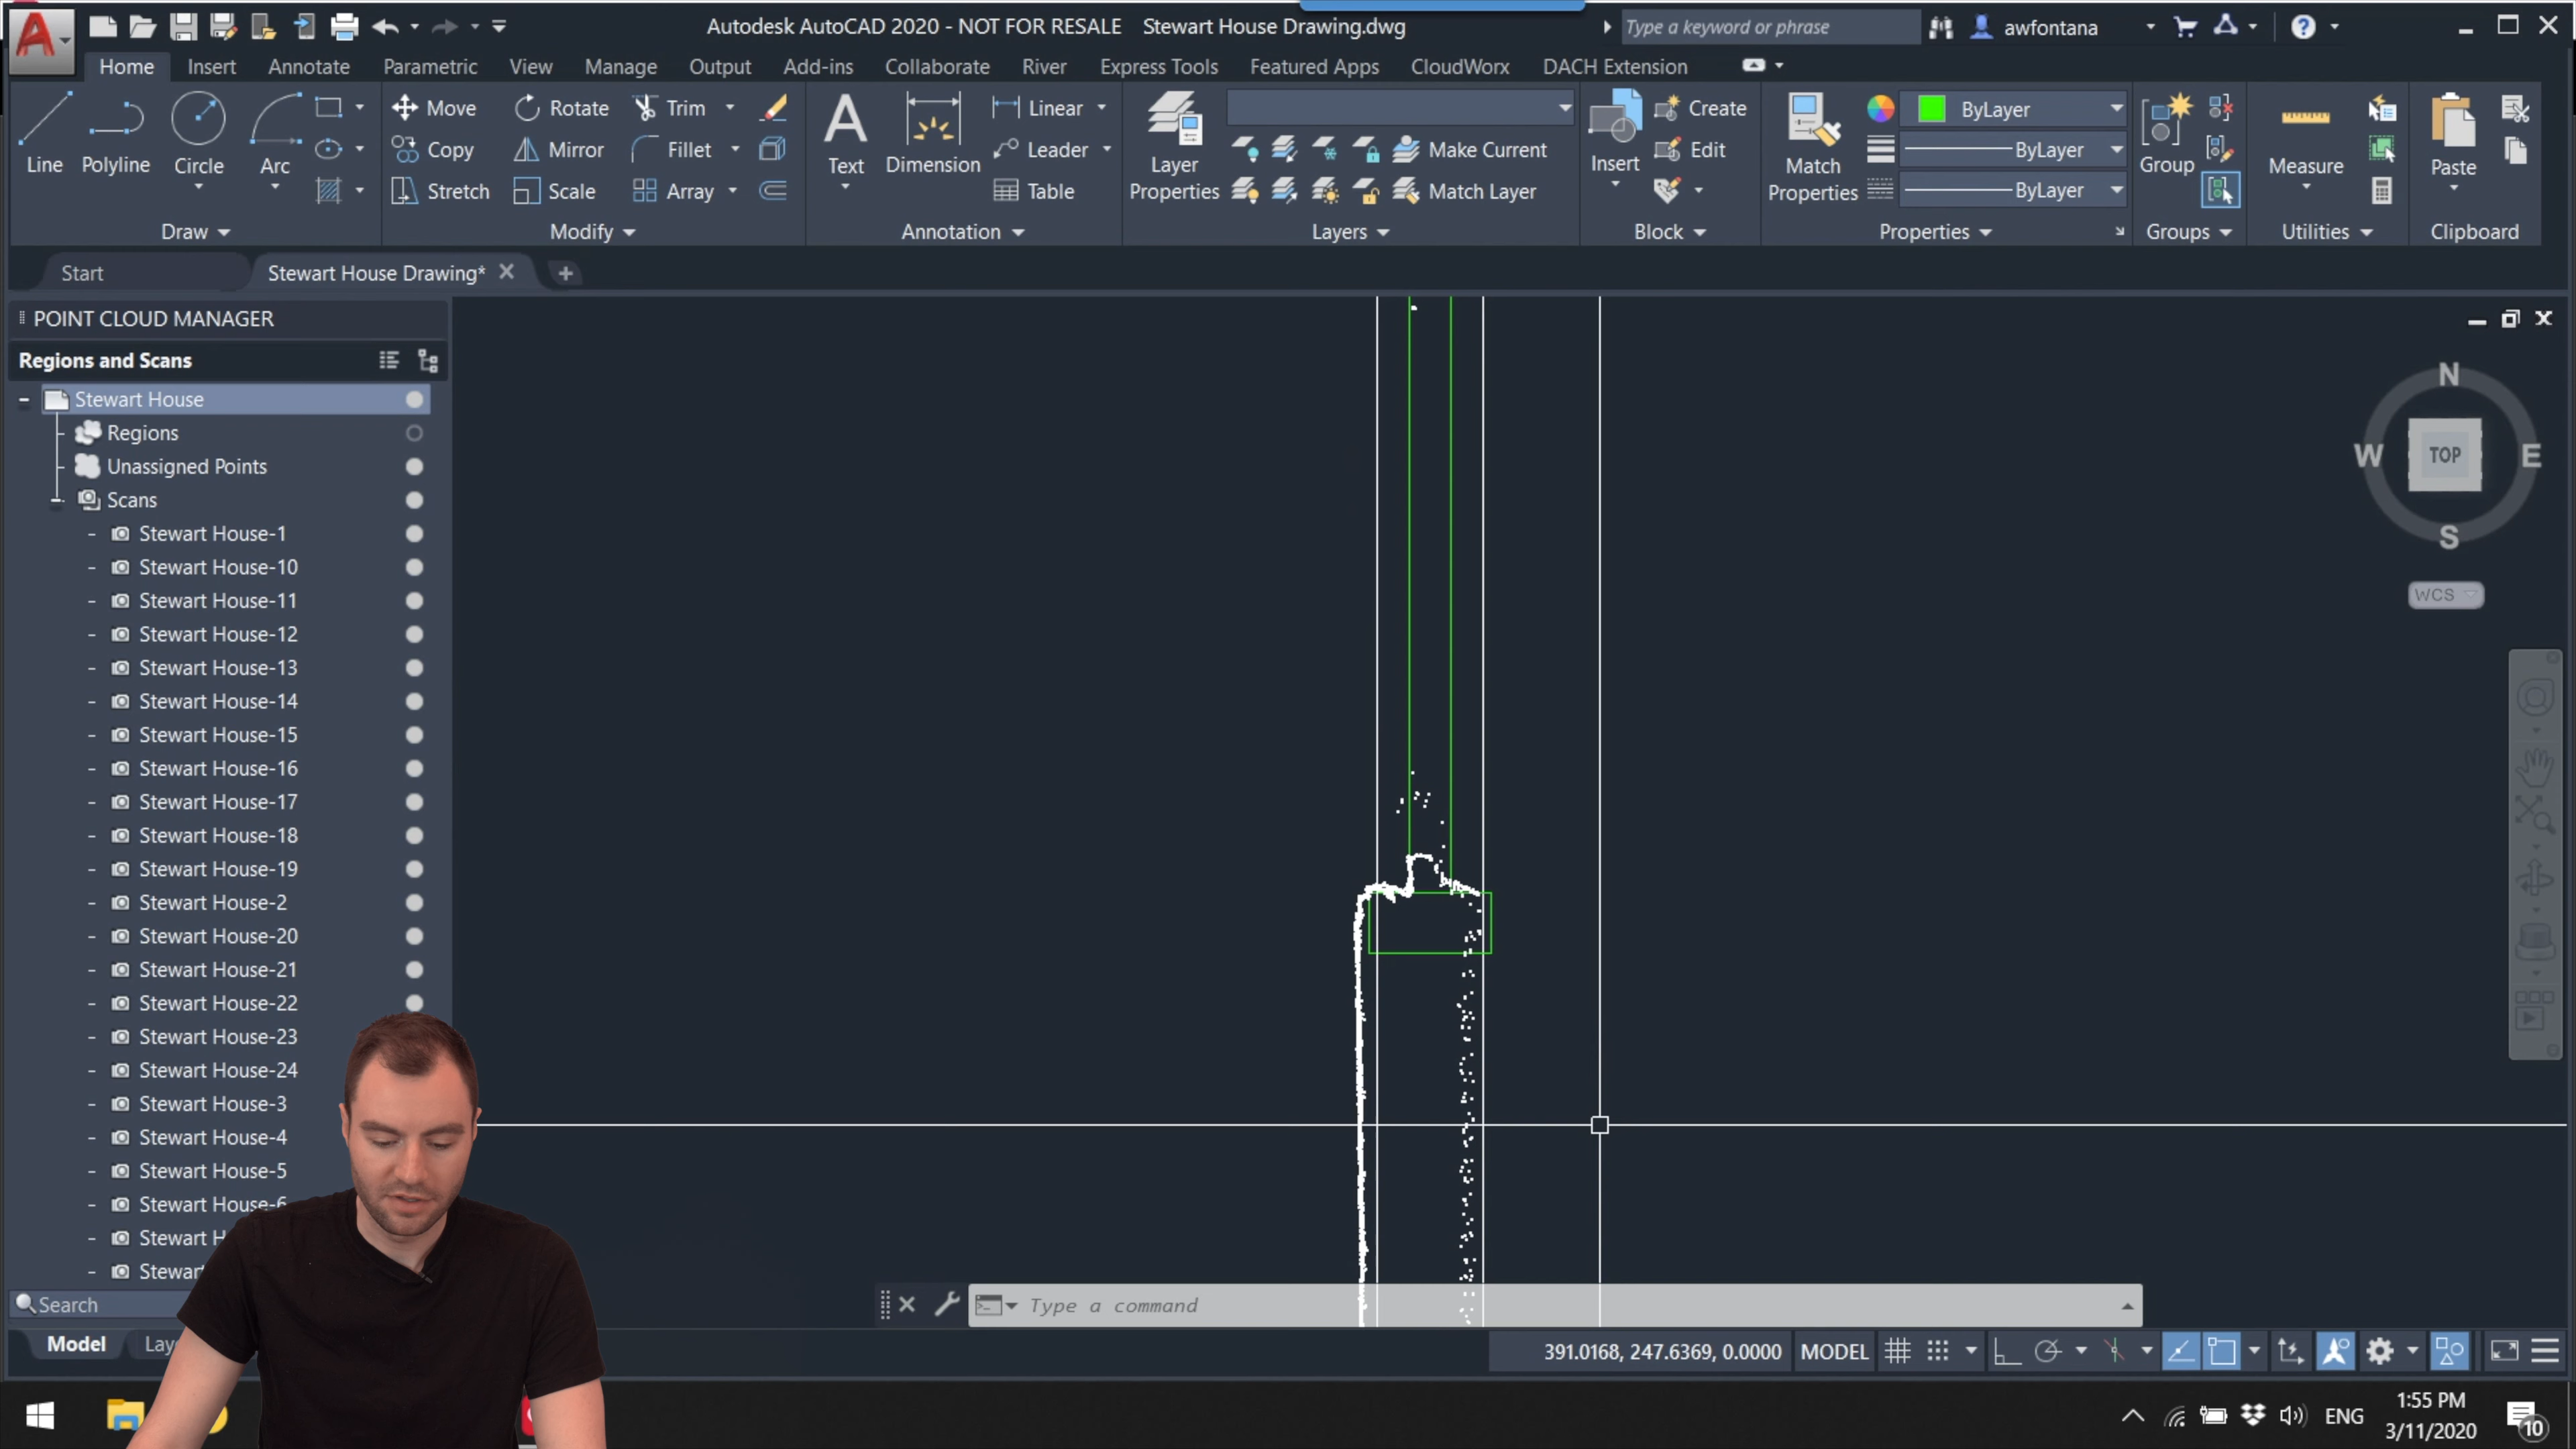 Autodesk AutoCAD 2020 - NOT FOR RESALE Stewart House Drawing.dwg
Type a keyword or phrase
awfontana
Home Insert Annotate Parametric View Manage Output Add-ins Collaborate River Express Tools Featured Apps CloudWorx DACH Extension
Line Polyline Circle Arc
Move Rotate Trim
Copy Mirror Fillet
Stretch Scale Array
Text Dimension
Linear
Leader
Table
Layer Properties
Make Current
Match Layer
Insert
Create
Edit
Match Properties
ByLayer
ByLayer
ByLayer
Group
Measure
Paste
Draw Modify Annotation Layers Block Properties Groups Utilities Clipboard
Start Stewart House Drawing*
POINT CLOUD MANAGER
Regions and Scans
Stewart House
Regions
Unassigned Points
Scans
Stewart House-1
Stewart House-10
Stewart House-11
Stewart House-12
Stewart House-13
Stewart House-14
Stewart House-15
Stewart House-16
Stewart House-17
Stewart House-18
Stewart House-19
Stewart House-2
Stewart House-20
Stewart House-21
Stewart House-22
Stewart House-23
Stewart House-24
Stewart House-3
Stewart House-4
Stewart House-5
Stewart House-6
Stewart H
Stewar
Search
Model Lay
N
W TOP E
S
WCS
Type a command
391.0168, 247.6369, 0.0000 MODEL
ENG
1:55 PM
3/11/2020
10